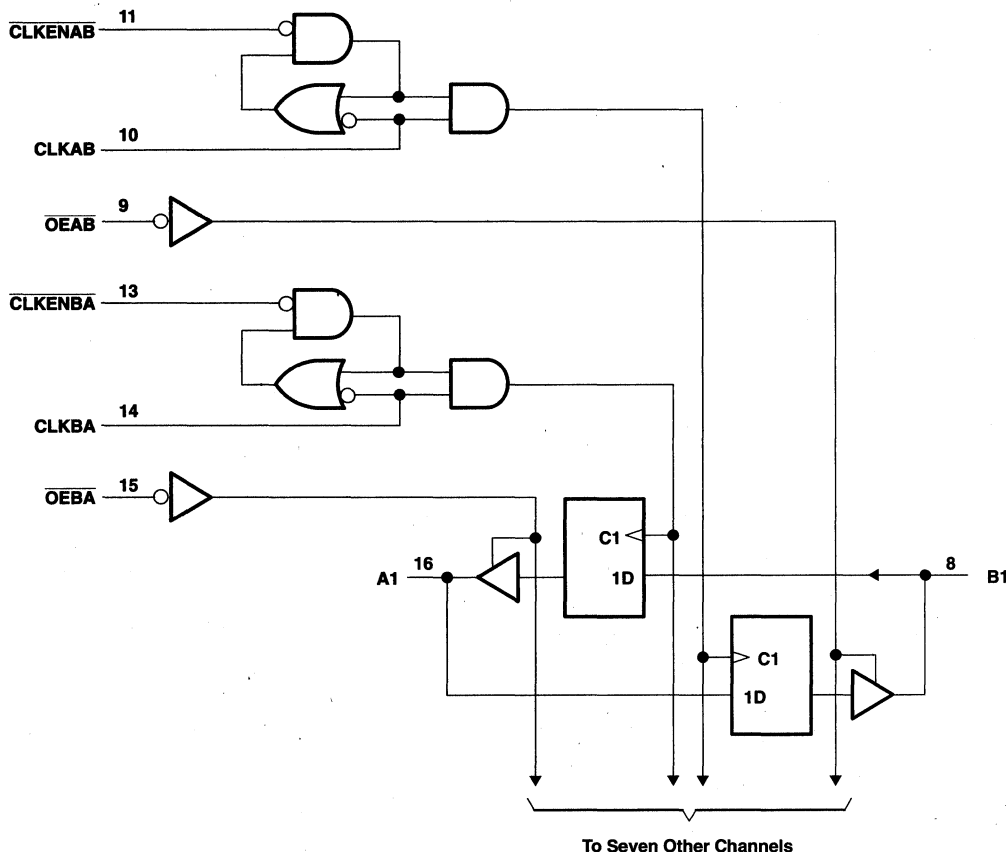 CLKENAB 11
CLKAB 10
OEAB 9
CLKENBA 13
CLKBA 14
OEBA 15
C1
A1 16 1D 8 B1
C1
1D
To Seven Other Channels